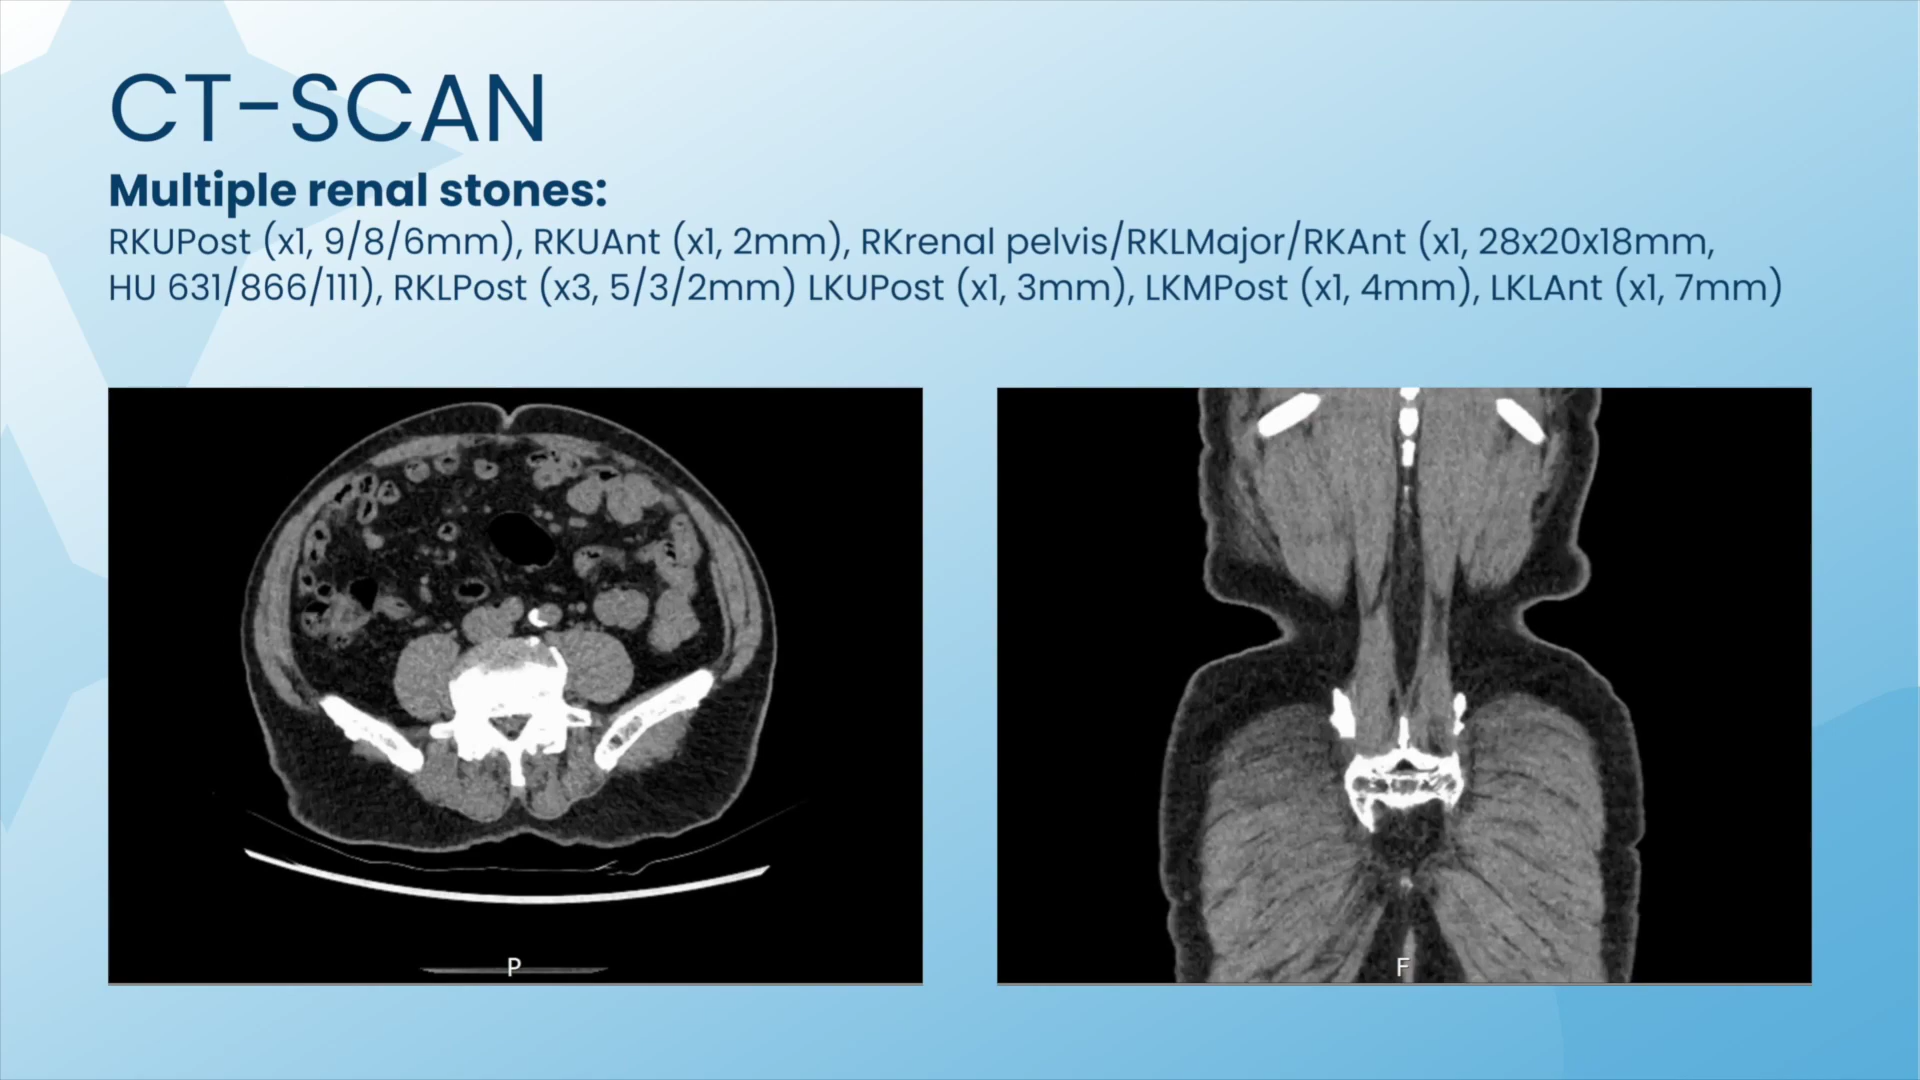 CT-SCAN
Multiple renal stones:
RKUPost (x1, 9/8/6mm), RKUAnt (x1, 2mm), RKrenal pelvis/RKLMajor/RKAnt (x1, 28x20x18mm,
HU 631/866/111), RKLPost (x3, 5/3/2mm) LKUPost (x1, 3mm), LKMPost (x1, 4mm), LKLAnt (x1, 7mm)
P
F